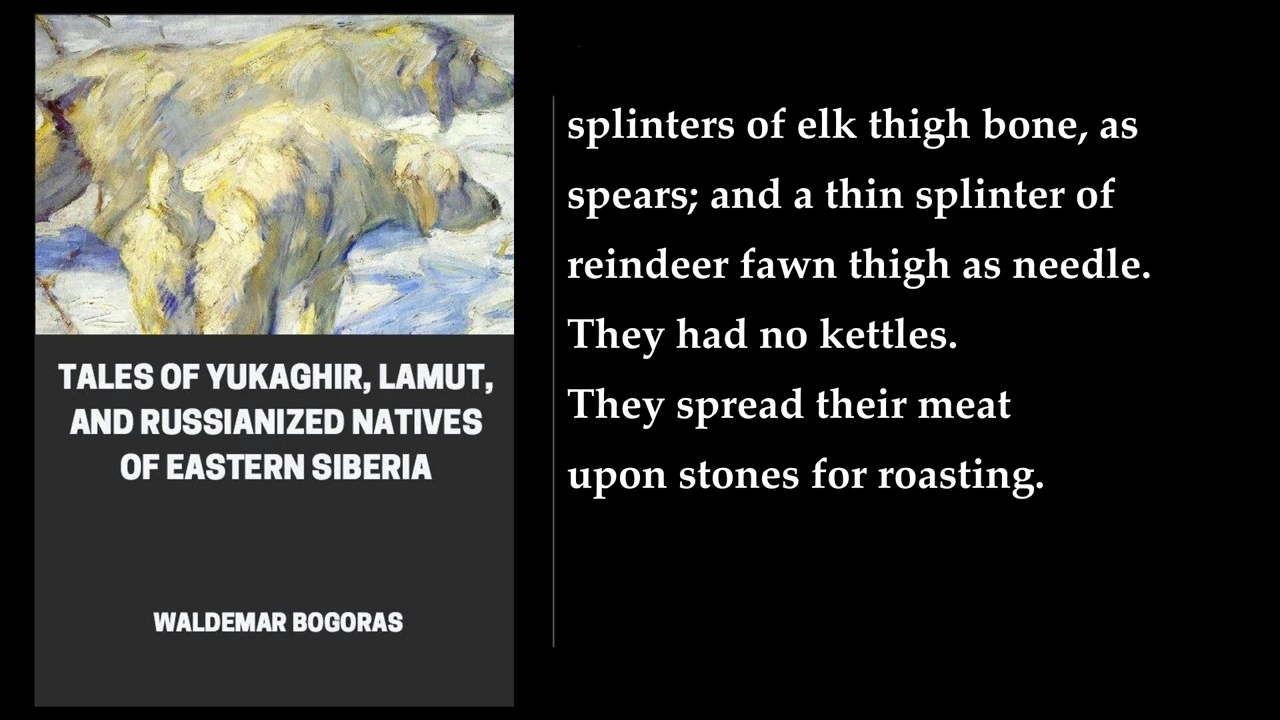 TALES OF YUKAGHIR, LAMUT,
AND RUSSIANIZED NATIVES
OF EASTERN SIBERIA
WALDEMAR BOGORAS
splinters of elk thigh bone, as
spears; and a thin splinter of
reindeer fawn thigh as needle.
They had no kettles.
They spread their meat
upon stones for roasting.